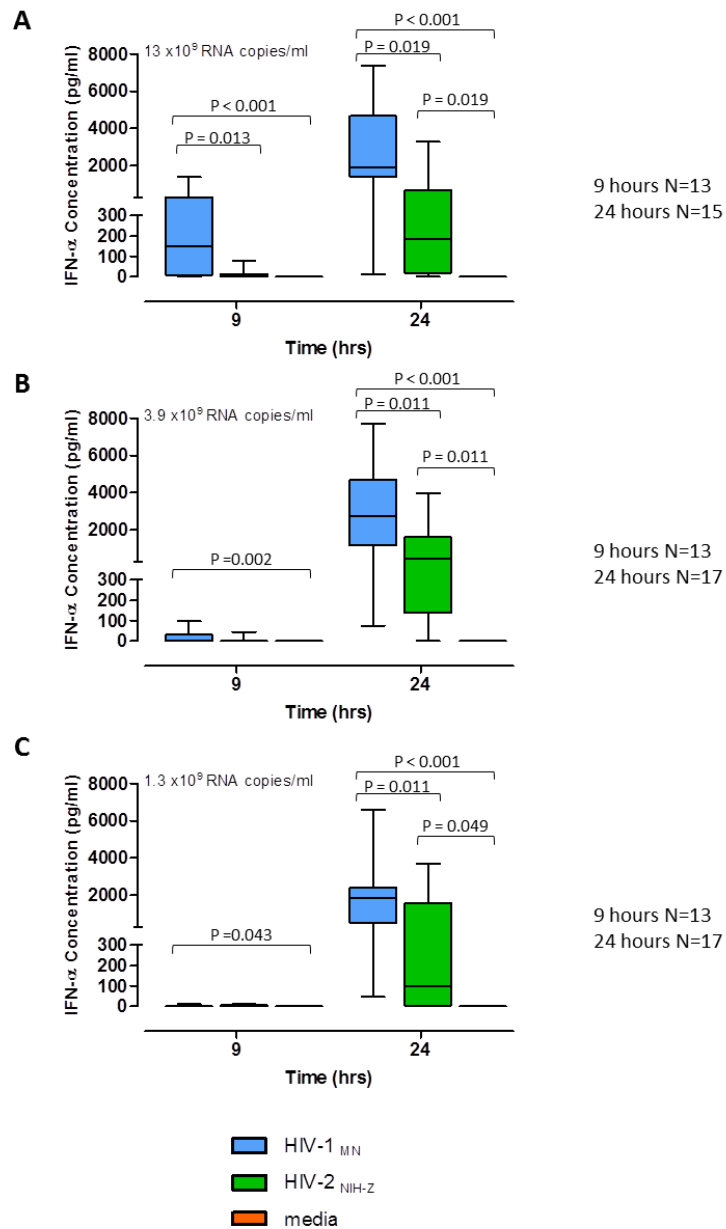 A
13 x10⁹ RNA copies/ml
P < 0.001
P = 0.019
P < 0.001
P = 0.019
P = 0.013
IFN-α Concentration (pg/ml)
8000
6000
4000
2000
300
200
100
0
9 hours N=13
24 hours N=15
9
24
Time (hrs)
B
3.9 x10⁹ RNA copies/ml
P < 0.001
P = 0.011
P = 0.011
P =0.002
IFN-α Concentration (pg/ml)
8000
6000
4000
2000
300
200
100
0
9 hours N=13
24 hours N=17
9
24
Time (hrs)
C
1.3 x10⁹ RNA copies/ml
P < 0.001
P = 0.011
P = 0.049
P =0.043
IFN-α Concentration (pg/ml)
8000
6000
4000
2000
300
200
100
0
9 hours N=13
24 hours N=17
9
24
Time (hrs)
HIV-1 MN
HIV-2 NIH-Z
media